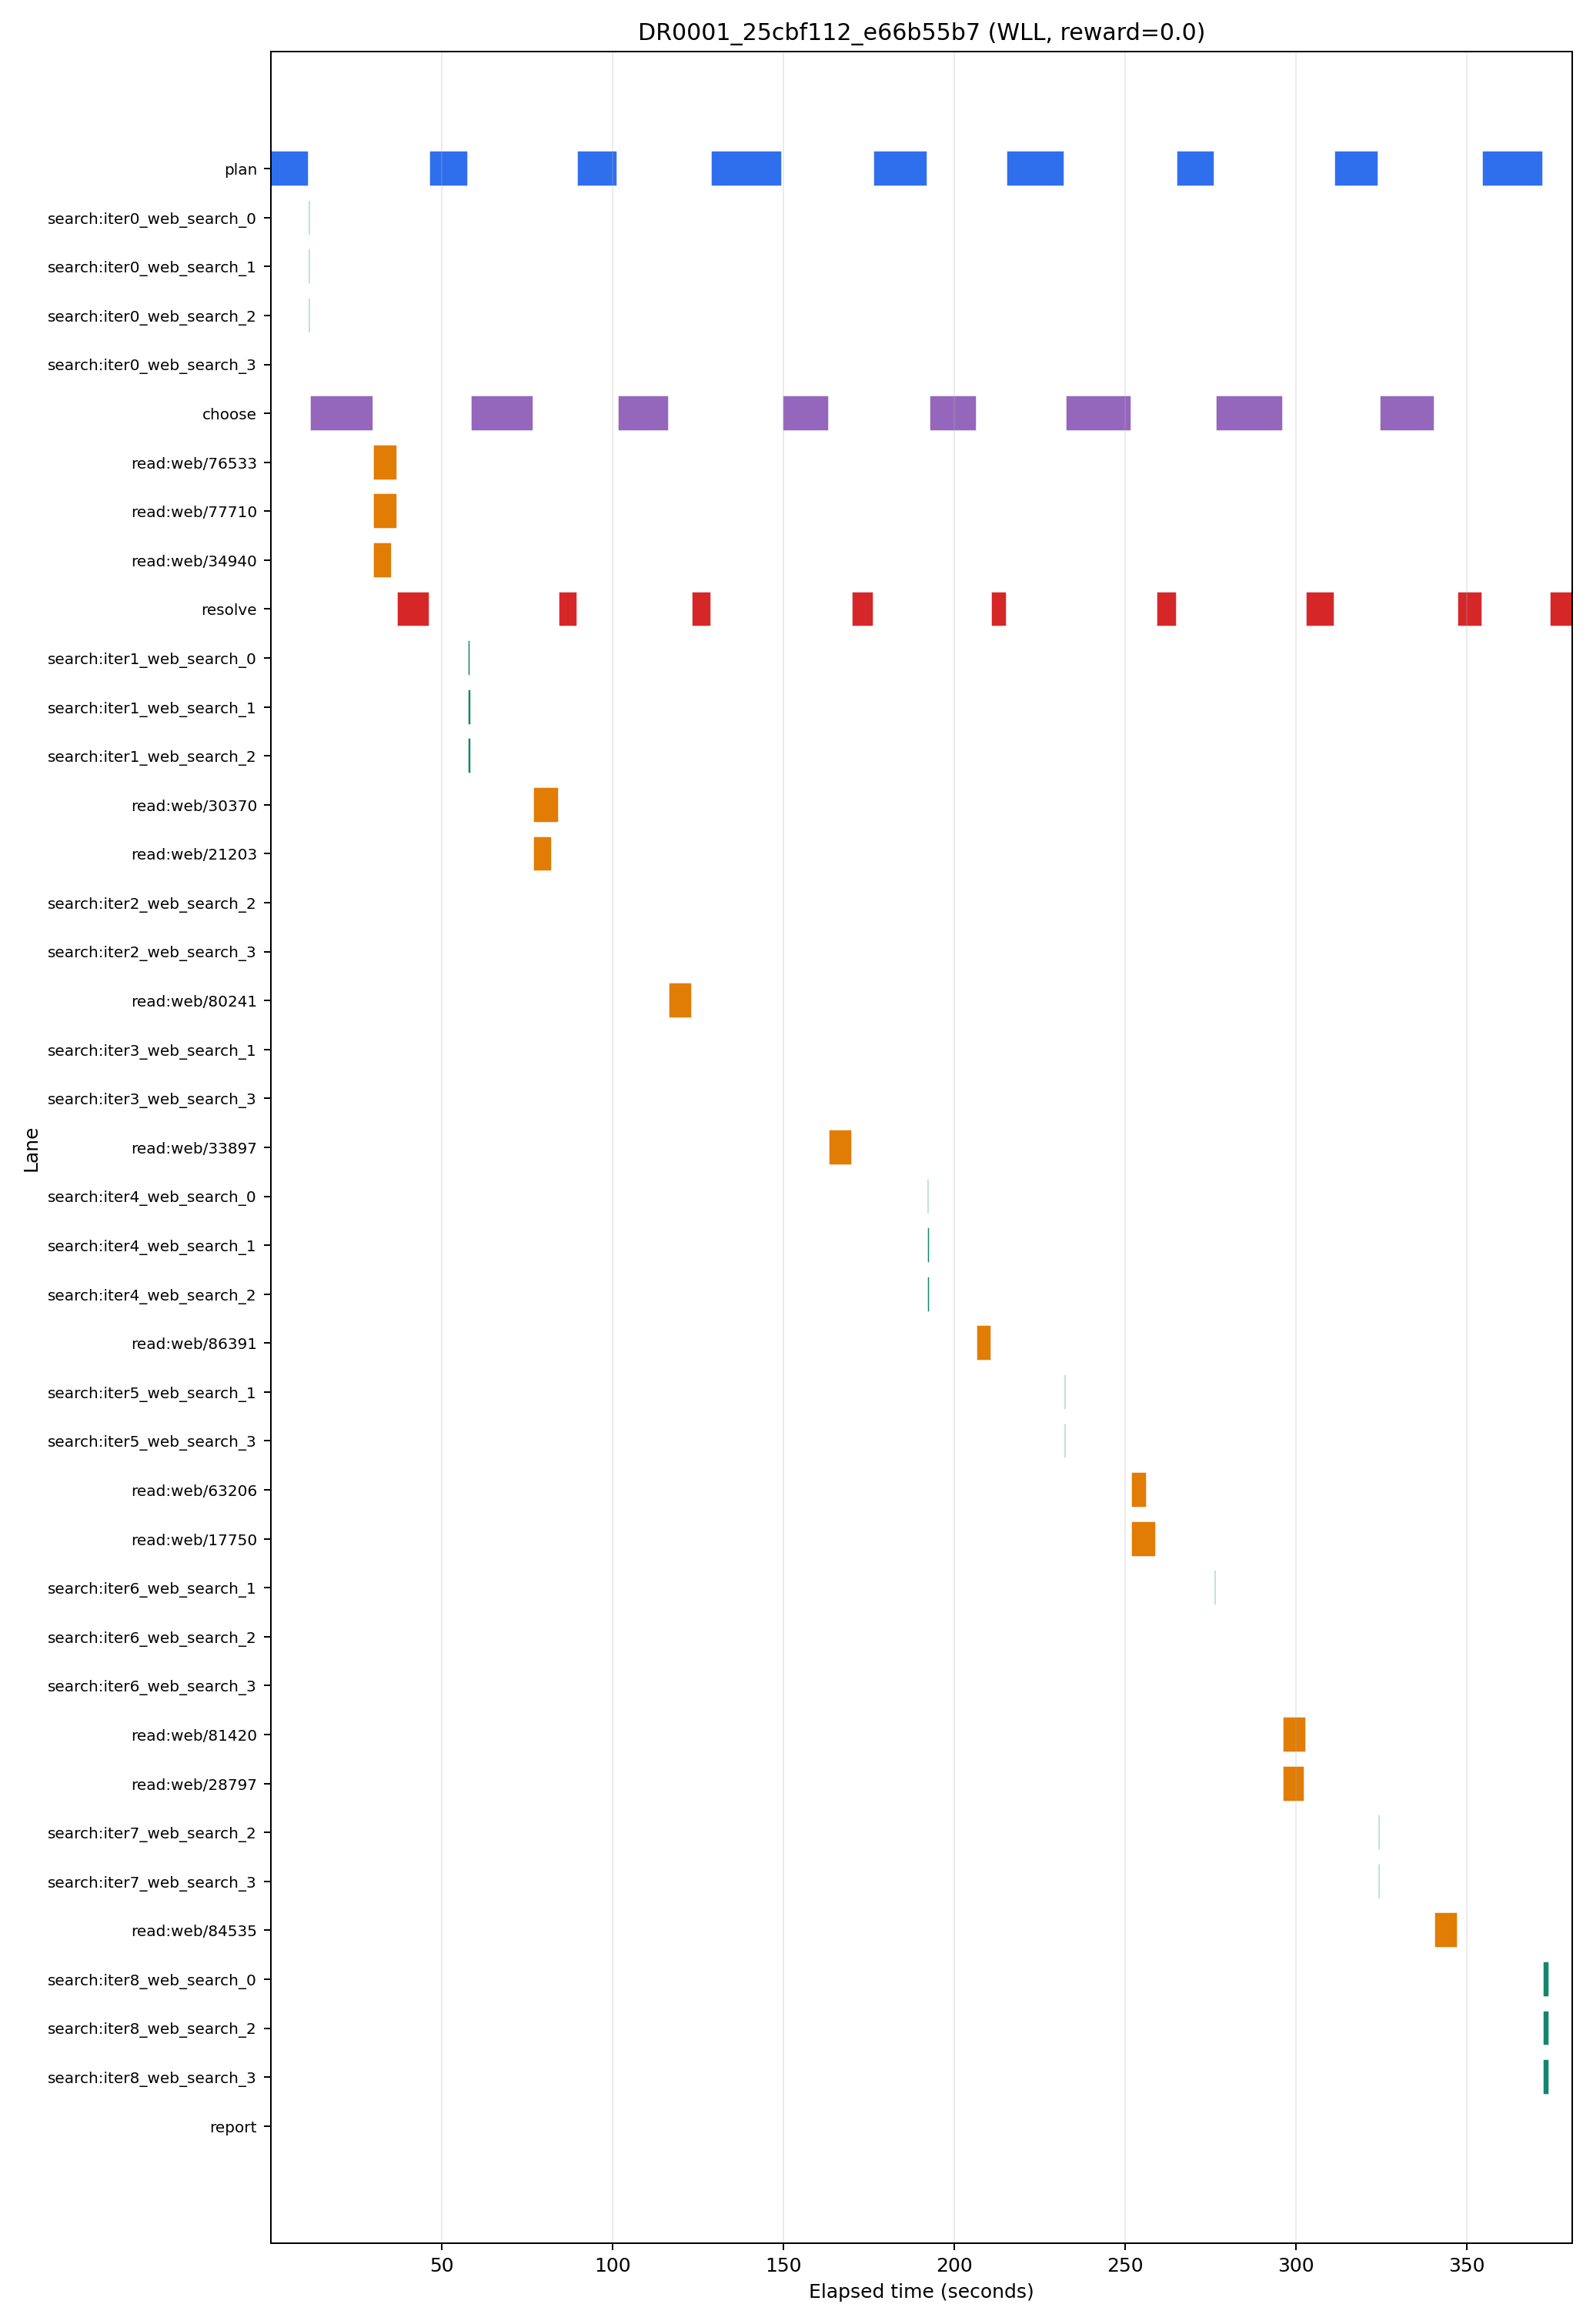 DR0001_25cbf112_e66b55b7 (WLL, reward=0.0)
plan
search:iter0_web_search_0
search:iter0_web_search_1
search:iter0_web_search_2
search:iter0_web_search_3
choose
read:web/76533
read:web/77710
read:web/34940
resolve
search:iter1_web_search_0
search:iter1_web_search_1
search:iter1_web_search_2
read:web/30370
read:web/21203
search:iter2_web_search_2
search:iter2_web_search_3
read:web/80241
search:iter3_web_search_1
search:iter3_web_search_3
read:web/33897
search:iter4_web_search_0
search:iter4_web_search_1
search:iter4_web_search_2
read:web/86391
search:iter5_web_search_1
search:iter5_web_search_3
read:web/63206
read:web/17750
search:iter6_web_search_1
search:iter6_web_search_2
search:iter6_web_search_3
read:web/81420
read:web/28797
search:iter7_web_search_2
search:iter7_web_search_3
read:web/84535
search:iter8_web_search_0
search:iter8_web_search_2
search:iter8_web_search_3
report
Lane
50 100 150 200 250 300 350
Elapsed time (seconds)